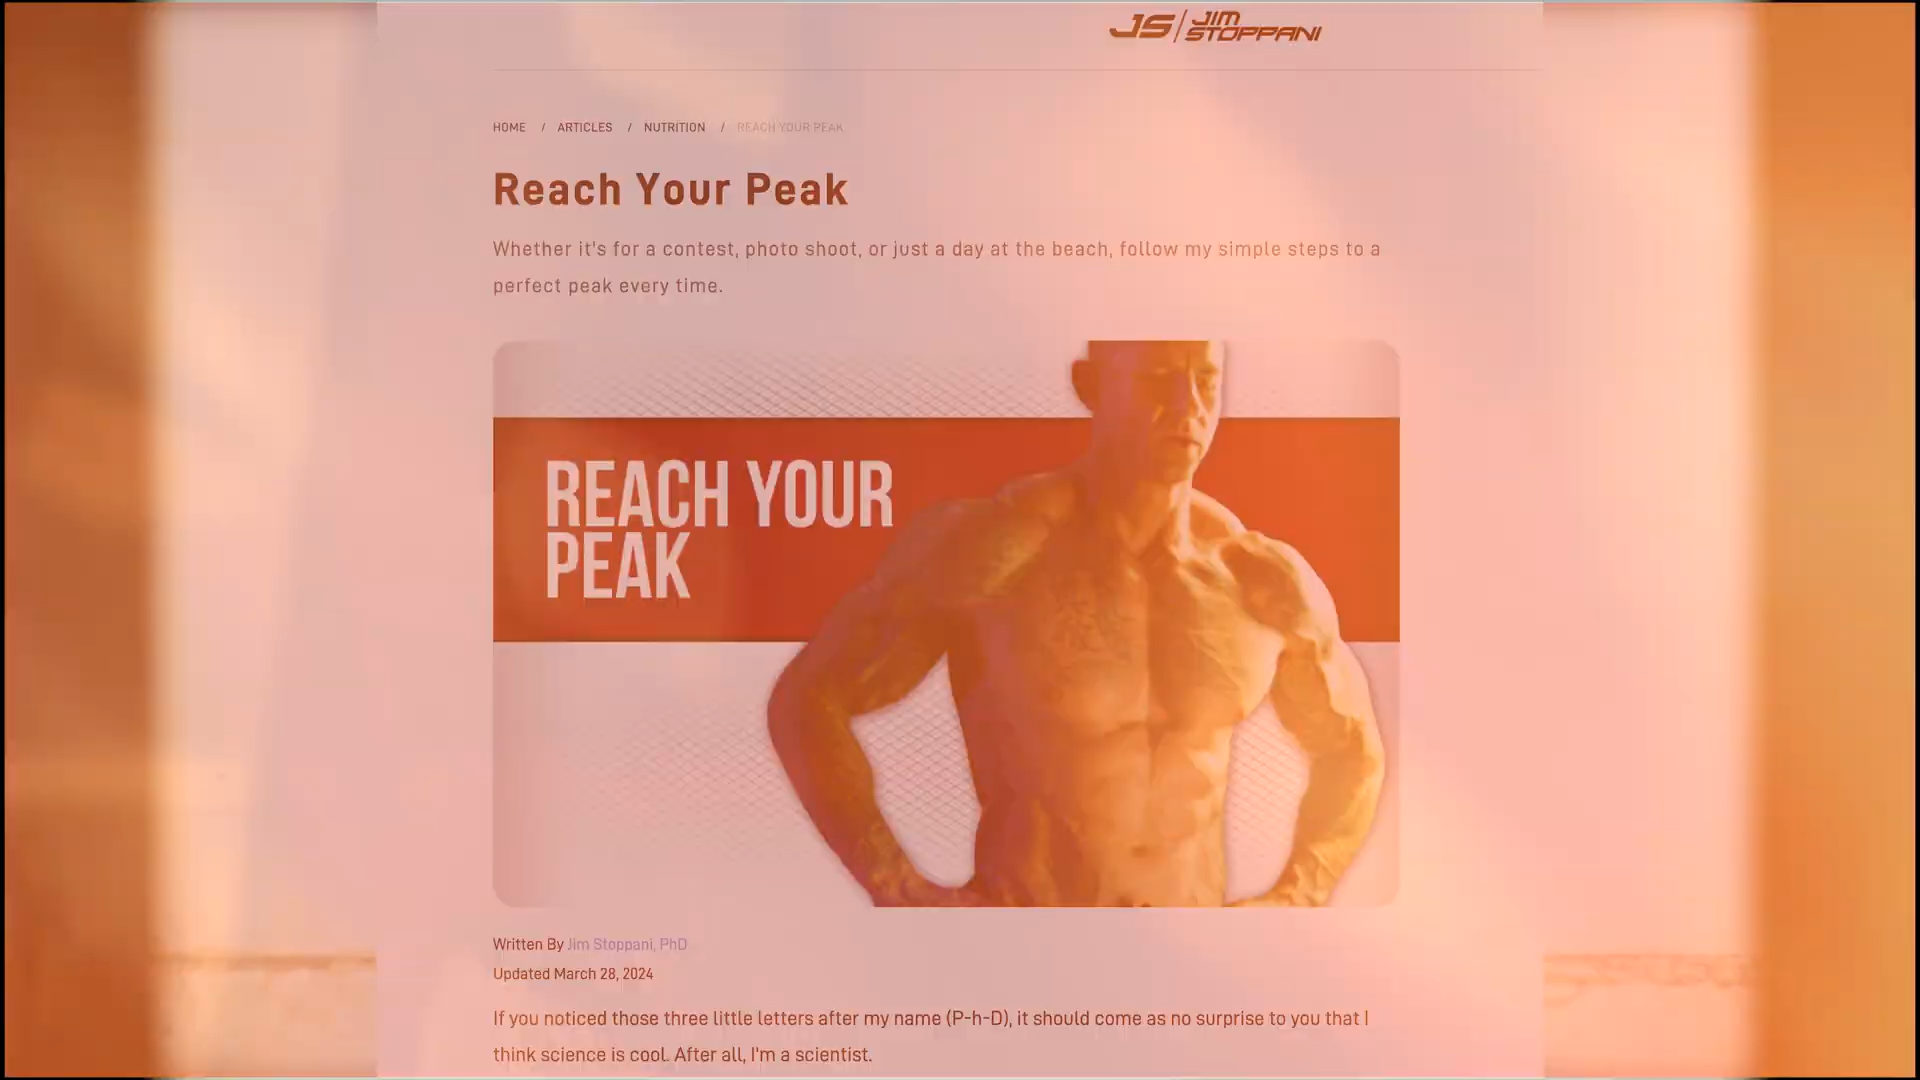 JS JIM
STOPPANI
HOME / ARTICLES / NUTRITION / REACH YOUR PEAK
Reach Your Peak
Whether it's for a contest, photo shoot, or just a day at the beach, follow my simple steps to a
perfect peak every time.
REACH YOUR
PEAK
Written By Jim Stoppani, PhD
Updated March 28, 2024
If you noticed those three little letters after my name (P-h-D), it should come as no surprise to you that I
think science is cool. After all, I'm a scientist.